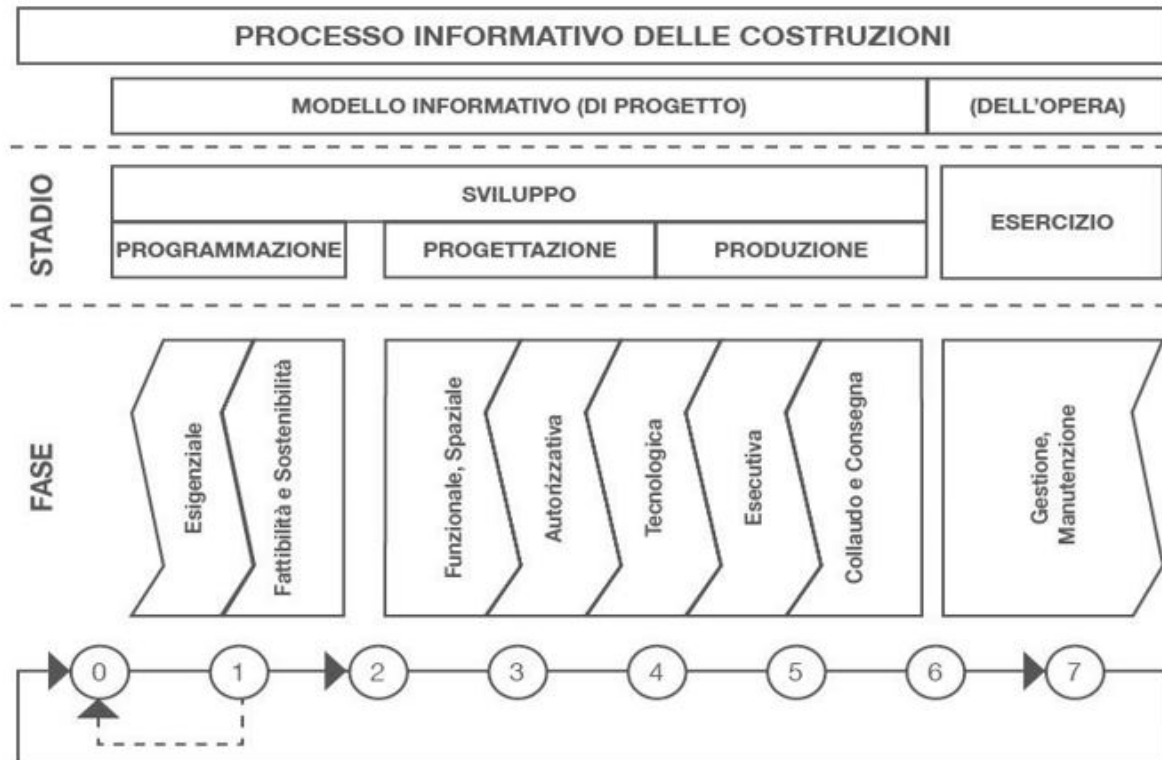 PROCESSO INFORMATIVO DELLE COSTRUZIONI
MODELLO INFORMATIVO (DI PROGETTO)
(DELL'OPERA)
STADIO
SVILUPPO
ESERCIZIO
PROGRAMMAZIONE
PROGETTAZIONE
PRODUZIONE
FASE
Esigenziale
Fattibilità e Sostenibilità
Funzionale, Spaziale
Autorizzativa
Tecnologica
Esecutiva
Collaudo e Consegna
Gestione,
Manutenzione
0
1
2
3
4
5
6
7